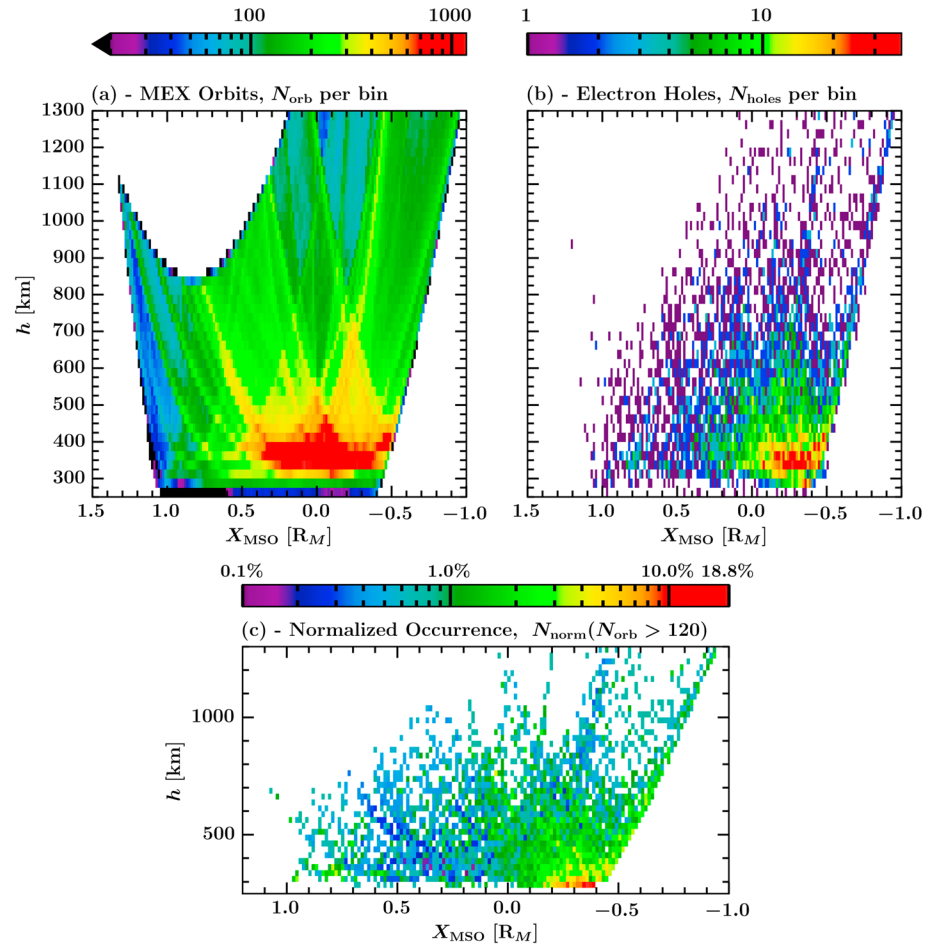 100 1000
1 10
(a) - MEX Orbits, N_orb per bin
(b) - Electron Holes, N_holes per bin
1300
1200
1100
1000
900
800
700
600
500
400
300
h [km]
1.5 1.0 0.5 0.0 −0.5 −1.0
1.5 1.0 0.5 0.0 −0.5 −1.0
X_MSO [R_M]
X_MSO [R_M]
0.1% 1.0% 10.0% 18.8%
(c) - Normalized Occurrence, N_norm(N_orb > 120)
1000
500
h [km]
1.0 0.5 0.0 −0.5 −1.0
X_MSO [R_M]